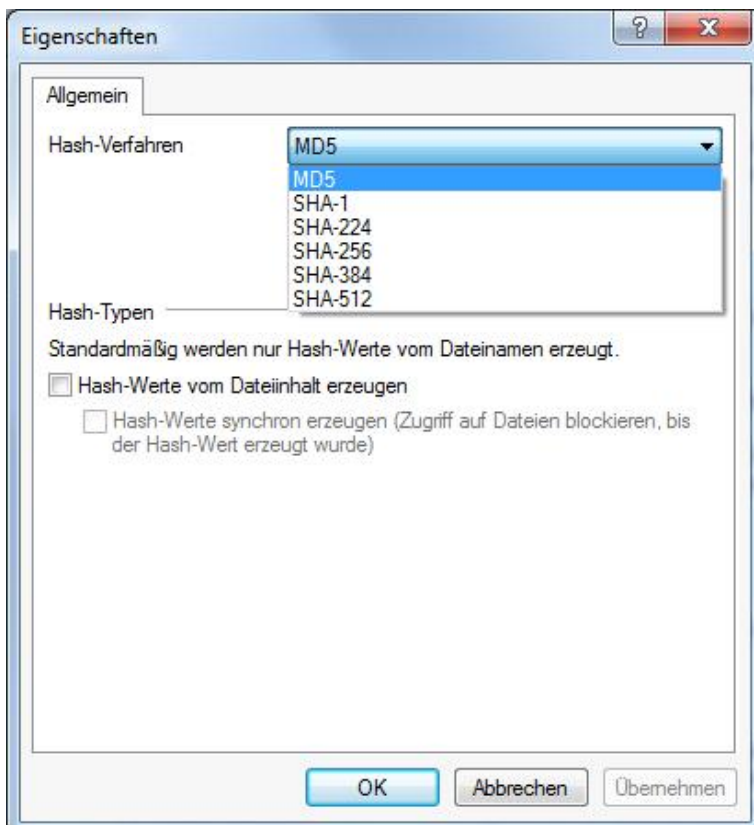 Eigenschaften
?
X
Allgemein
Hash-Verfahren
MD5
MD5
SHA-1
SHA-224
SHA-256
SHA-384
SHA-512
Hash-Typen
Standardmäßig werden nur Hash-Werte vom Dateinamen erzeugt.
Hash-Werte vom Dateiinhalt erzeugen
Hash-Werte synchron erzeugen (Zugriff auf Dateien blockieren, bis
der Hash-Wert erzeugt wurde)
OK
Abbrechen
Übernehmen